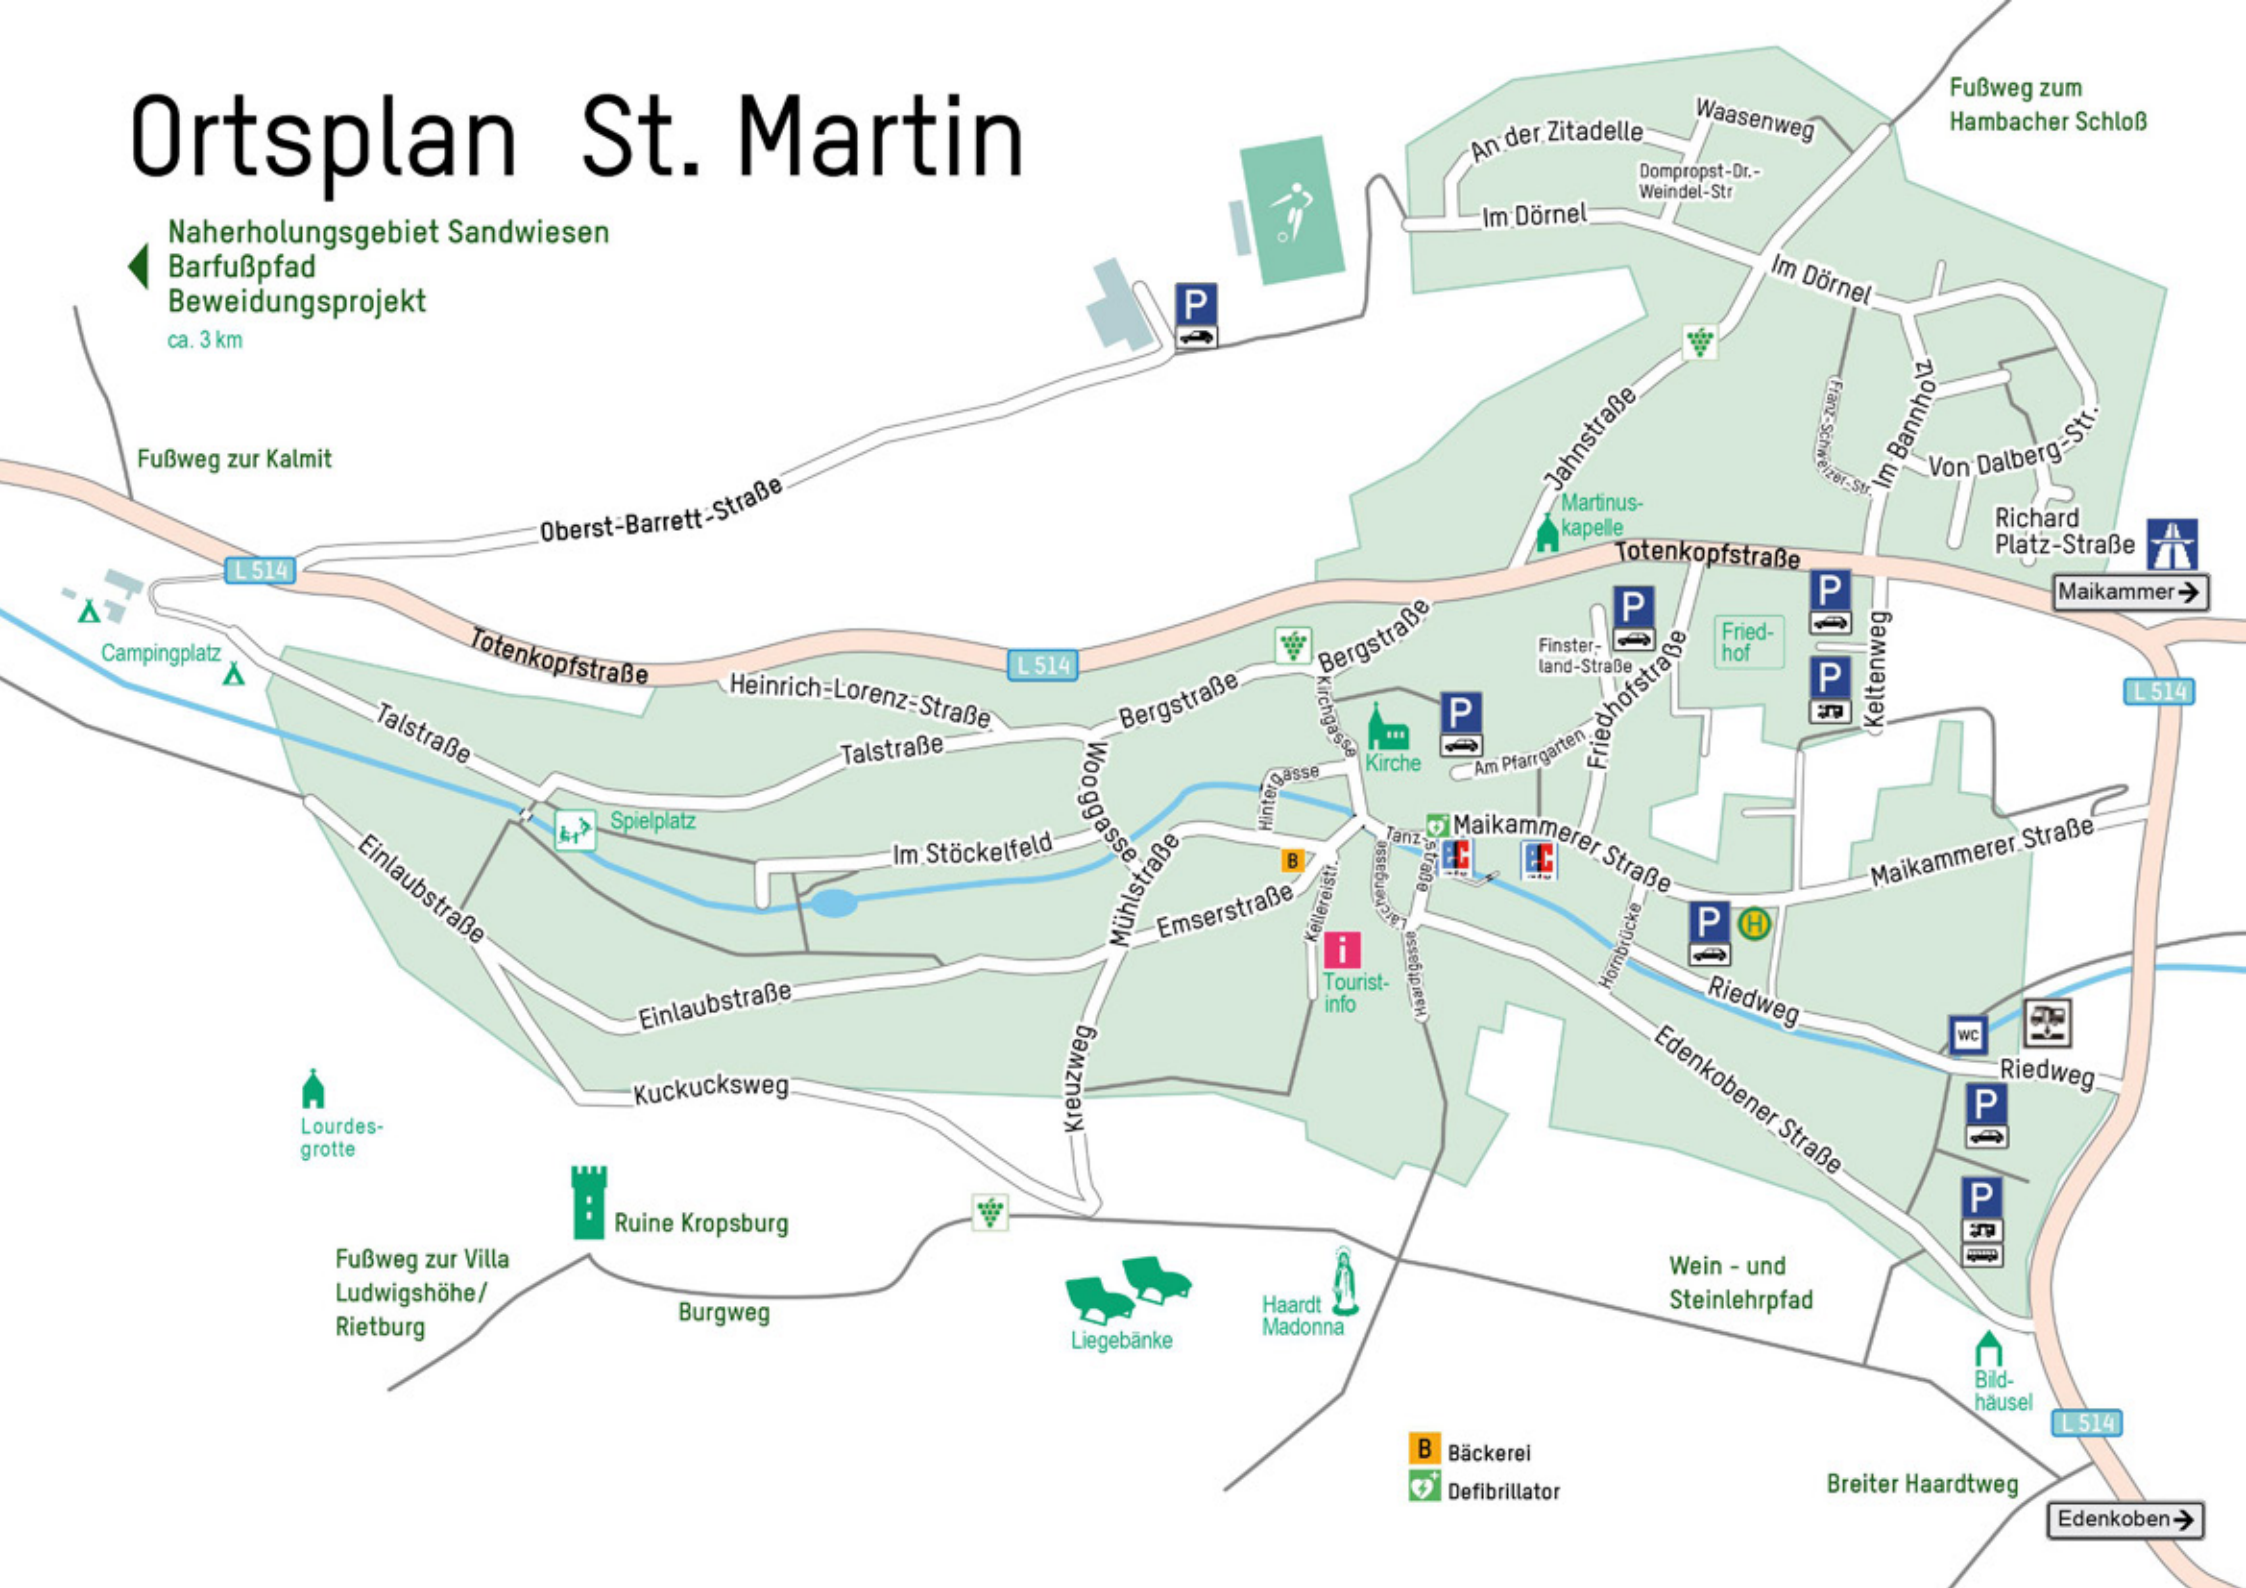 Ortsplan St. Martin
Naherholungsgebiet Sandwiesen
Barfußpfad
Beweidungsprojekt
ca. 3 km
Fußweg zum
Hambacher Schloß
Waasenweg
An der Zitadelle
Dompropst-Dr.-
Weindel-Str
Im Dörnel
Im Dörnel
P
Fußweg zur Kalmit
Oberst-Barrett-Straße
Jahnstraße
Franz-Schweizer-Str.
Im Bannholz
Von Dalberg-Str.
Richard
Platz-Straße
Martinus-
kapelle
Totenkopfstraße
L 514
Maikammer
Campingplatz
Totenkopfstraße
L 514
Heinrich-Lorenz-Straße
Bergstraße
Bergstraße
Kirchgasse
Finster-
land-Straße
P
Friedhofstraße
Fried-
hof
P
P
Keltenweg
L 514
Talstraße
Talstraße
Wooggasse
P
Kirche
Am Pfarrgarten
Hintergasse
Spielplatz
Im Stöckelfeld
Mühlstraße
B
Tanz
straße
Maikammerer Straße
Maikammerer Straße
Einlaubstraße
Emserstraße
Kellereistr.
Lärchengasse
Haardtgasse
Hornbrücke
P
H
i
Tourist-
info
Einlaubstraße
Riedweg
WC
Riedweg
Edenkobener Straße
P
P
Kuckucksweg
Kreuzweg
Lourdes-
grotte
Ruine Kropsburg
Fußweg zur Villa
Ludwigshöhe/
Rietburg
Burgweg
Liegebänke
Haardt
Madonna
Wein - und
Steinlehrpfad
Bild-
häusel
L 514
B Bäckerei
Defibrillator
Breiter Haardtweg
Edenkoben